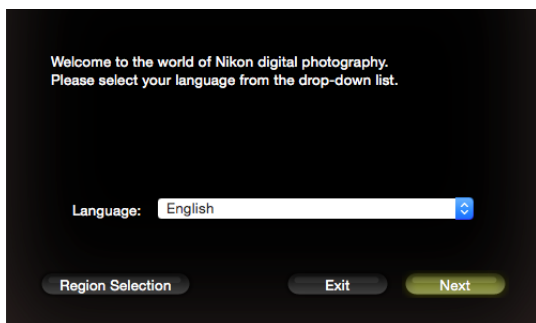 Welcome to the world of Nikon digital photography.
Please select your language from the drop-down list.
Language: English
Region Selection Exit Next